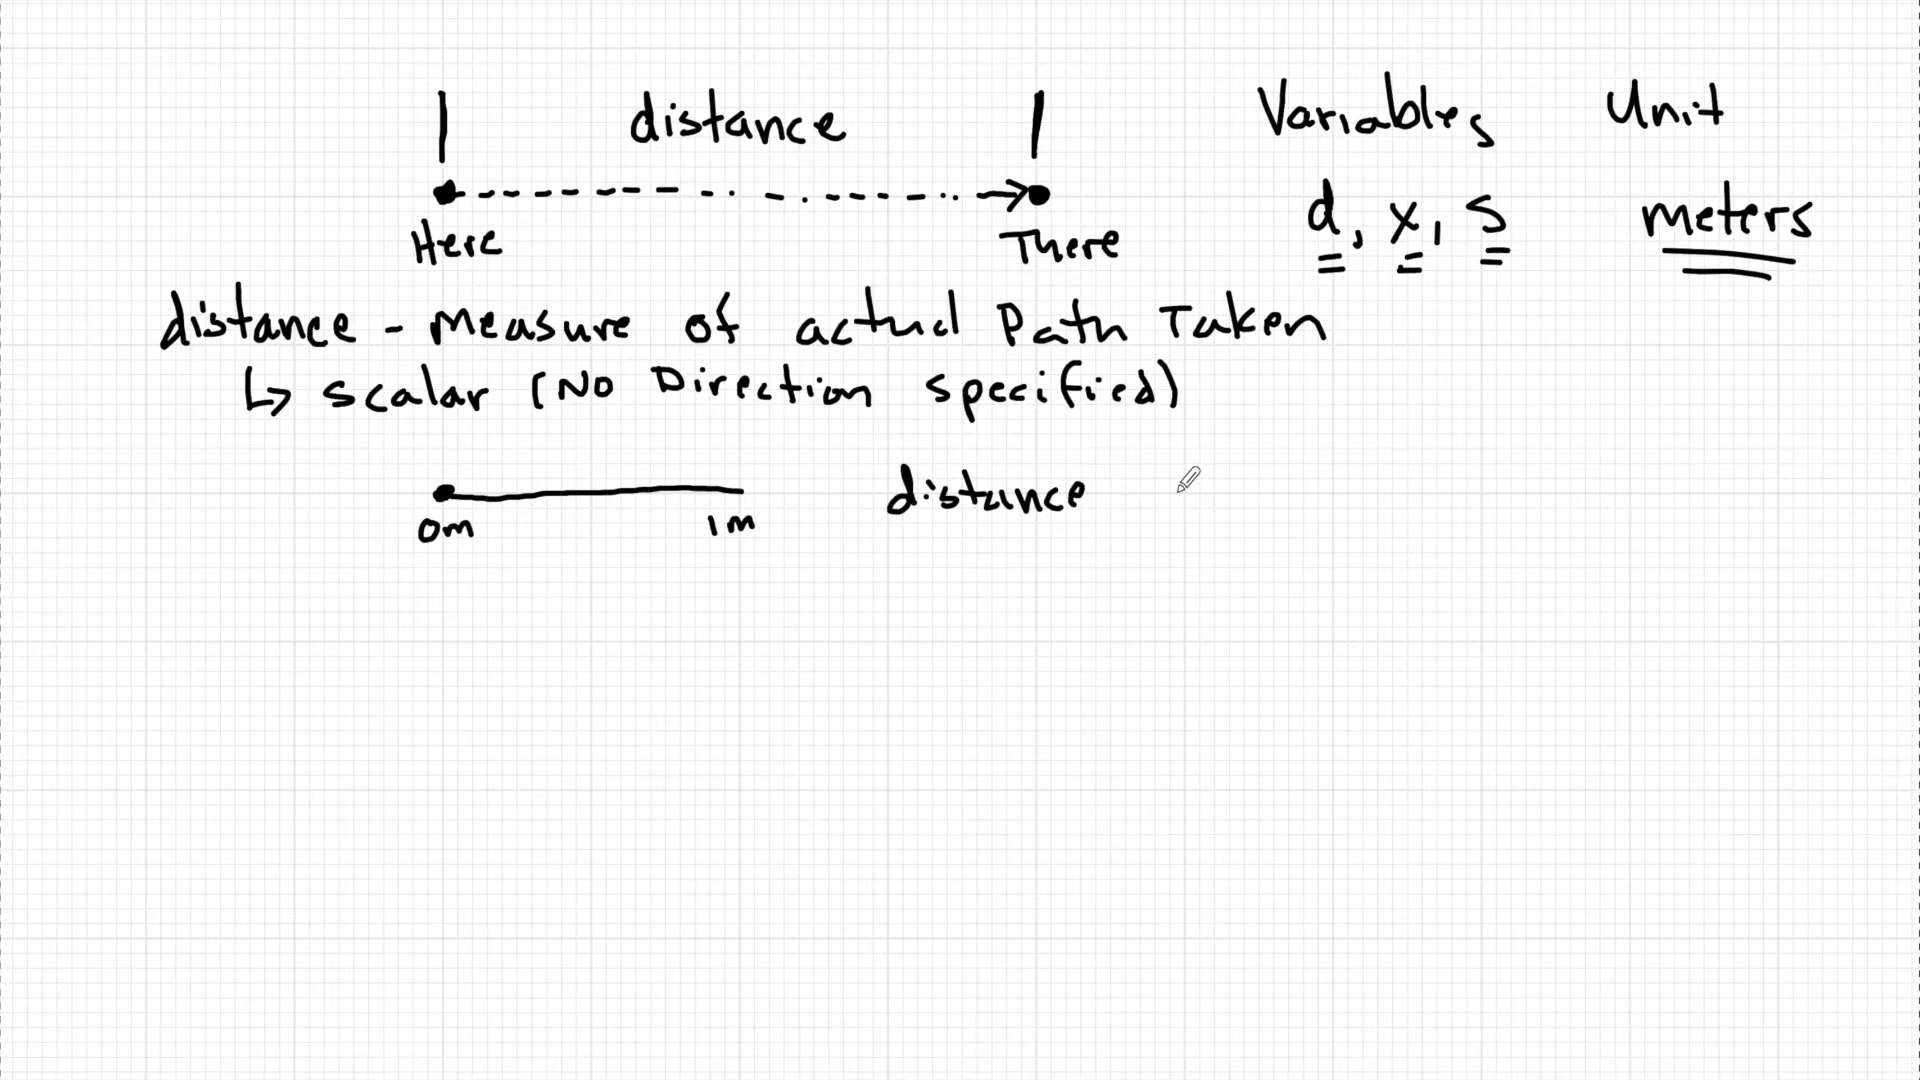 distance Variables Unit
Here There d, x, s meters
distance - Measure of actual Path Taken
↳ scalar (No Direction specified)
0m 1m distance